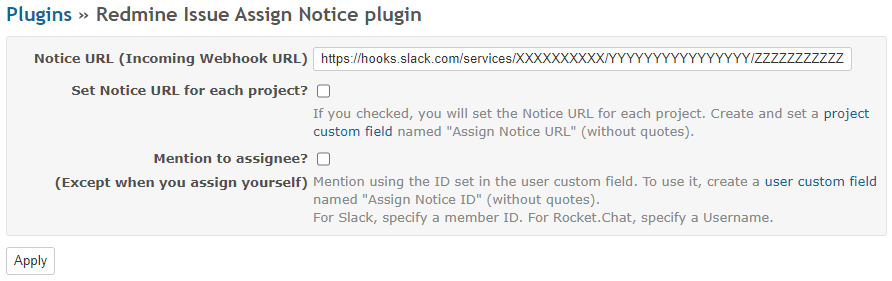 Plugins » Redmine Issue Assign Notice plugin
Notice URL (Incoming Webhook URL) https://hooks.slack.com/services/XXXXXXXXXX/YYYYYYYYYYYYYYYY/ZZZZZZZZZZZ
Set Notice URL for each project?
If you checked, you will set the Notice URL for each project. Create and set a project
custom field named "Assign Notice URL" (without quotes).
Mention to assignee?
(Except when you assign yourself) Mention using the ID set in the user custom field. To use it, create a user custom field
named "Assign Notice ID" (without quotes).
For Slack, specify a member ID. For Rocket.Chat, specify a Username.
Apply